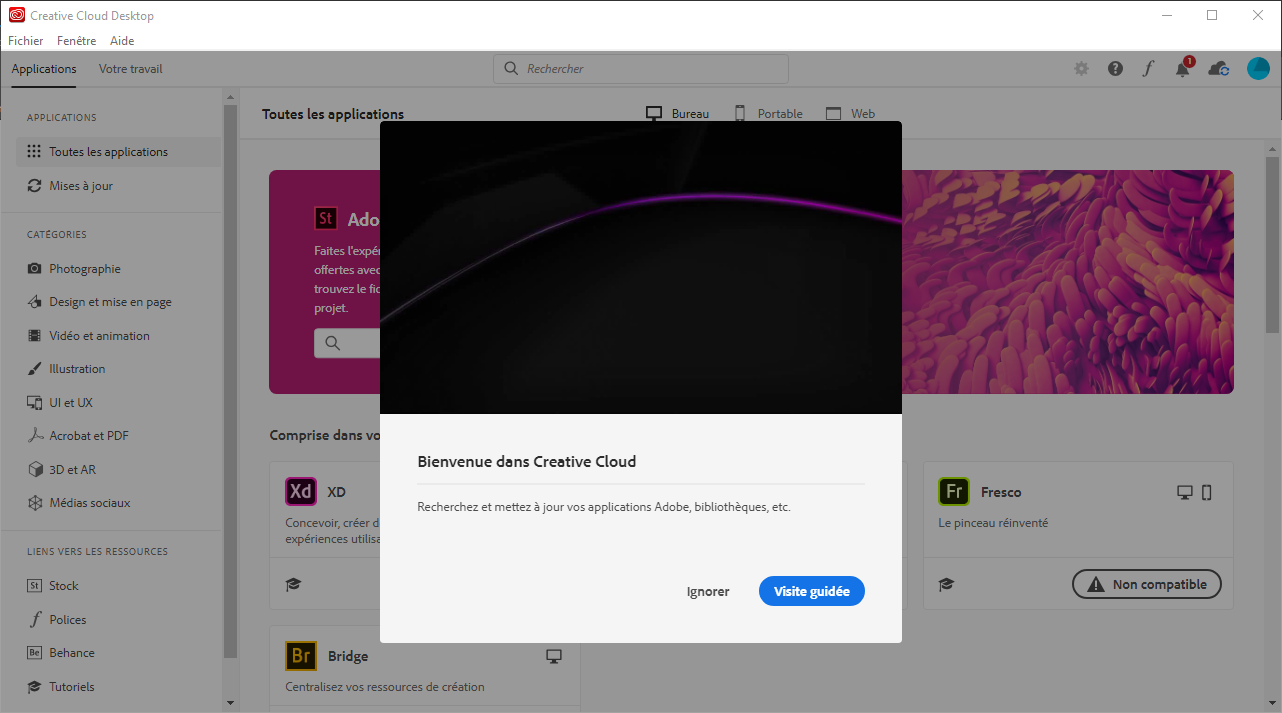 Creative Cloud Desktop
Fichier Fenêtre Aide
Applications Votre travail Rechercher 1
APPLICATIONS
Toutes les applications
Mises à jour
CATÉGORIES
Photographie
Design et mise en page
Vidéo et animation
Illustration
UI et UX
Acrobat et PDF
3D et AR
Médias sociaux
LIENS VERS LES RESSOURCES
St Stock
Polices
Be Behance
Tutoriels
Toutes les applications Bureau Portable Web
St Ado
Faites l'expé
offertes avec
trouvez le fic
projet.
Comprise dans vo
Xd XD
Concevoir, créer d
expériences utilisa
Bienvenue dans Creative Cloud
Recherchez et mettez à jour vos applications Adobe, bibliothèques, etc.
Ignorer Visite guidée
Fr Fresco
Le pinceau réinventé
Non compatible
Br Bridge
Centralisez vos ressources de création